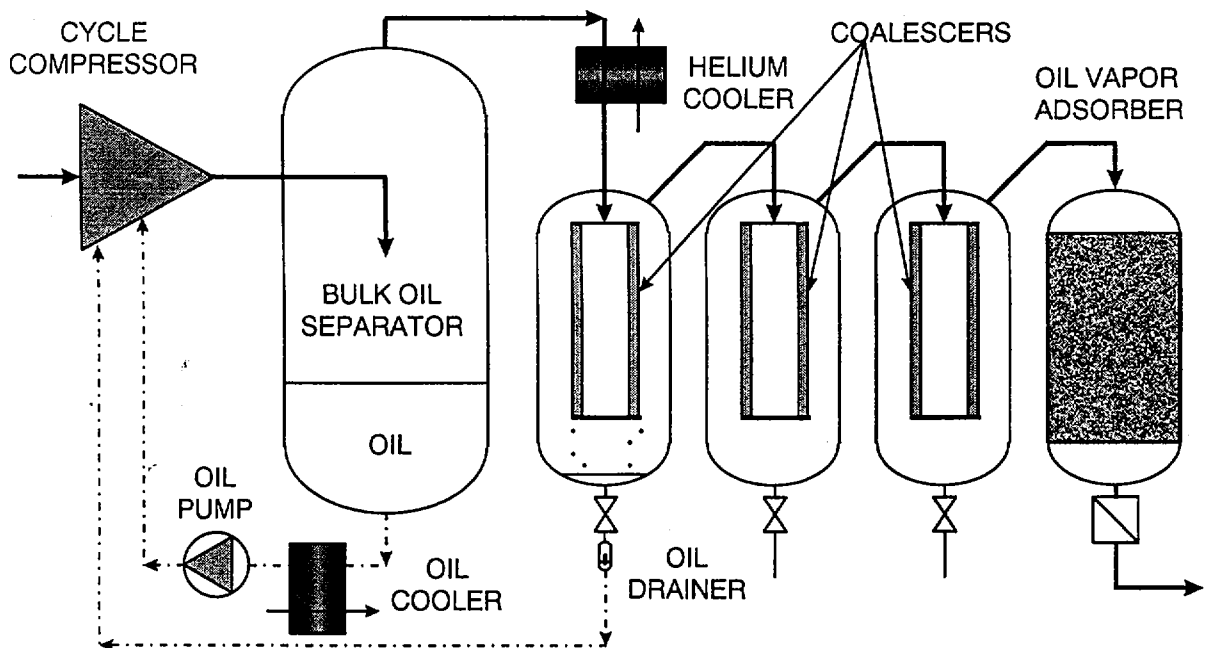 CYCLE
COMPRESSOR
HELIUM
COOLER
COALESCERS
OIL VAPOR
ADSORBER
BULK OIL
SEPARATOR
OIL
OIL
PUMP
OIL
COOLER
OIL
DRAINER